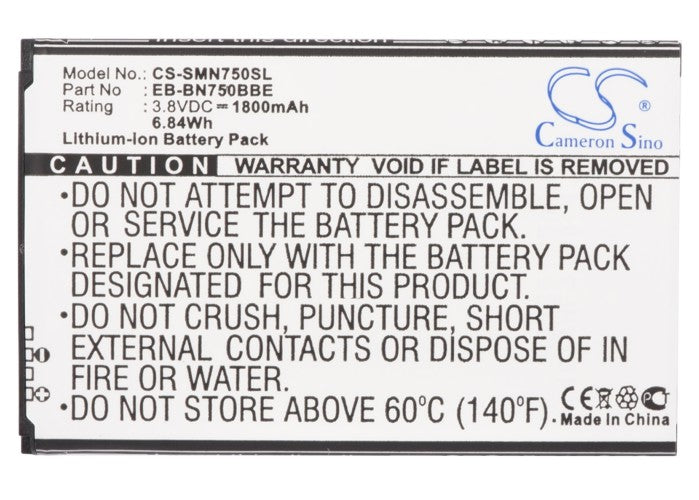 Model No.: CS-SMN750SL
Part No : EB-BN750BBE
Rating : 3.8VDC⎓1800mAh
6.84Wh
Lithium-Ion Battery Pack
CS ®
Cameron Sino
CAUTION WARRANTY VOID IF LABEL IS REMOVED
•DO NOT ATTEMPT TO DISASSEMBLE, OPEN
OR SERVICE THE BATTERY PACK.
•REPLACE ONLY WITH THE BATTERY PACK
DESIGNATED FOR THIS PRODUCT.
•DO NOT CRUSH, PUNCTURE, SHORT
EXTERNAL CONTACTS OR DISPOSE OF IN
FIRE OR WATER.
•DO NOT STORE ABOVE 60°C (140°F).
CE PC
Made In China